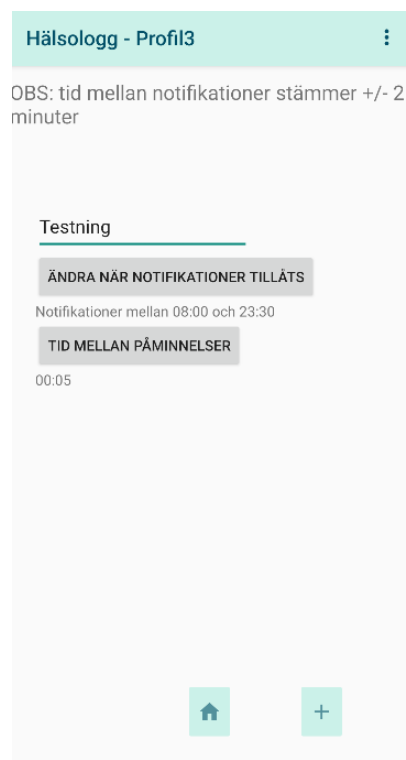 Hälsologg - Profil3
OBS: tid mellan notifikationer stämmer +/- 2
minuter
Testning
ÄNDRA NÄR NOTIFIKATIONER TILLÅTS
Notifikationer mellan 08:00 och 23:30
TID MELLAN PÅMINNELSER
00:05